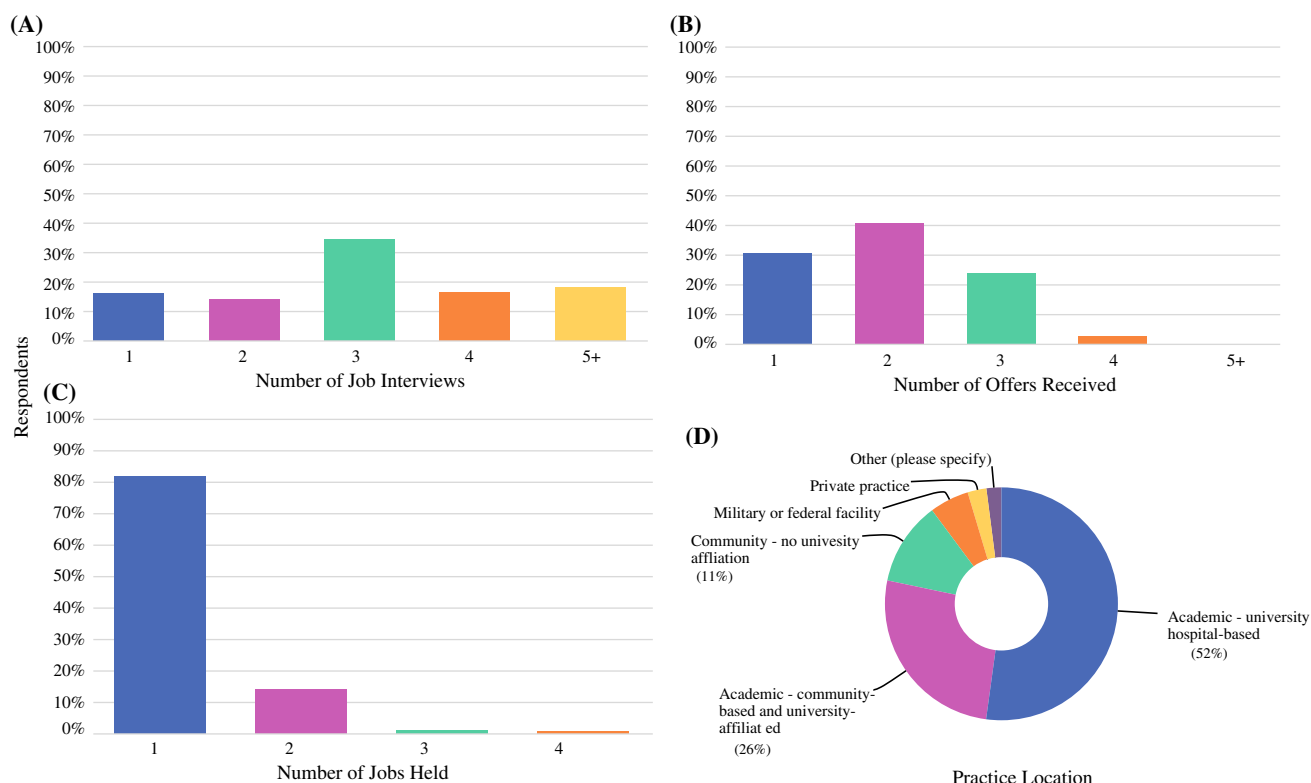 (A)
100%
90%
80%
70%
60%
50%
40%
30%
20%
10%
0%
1 2 3 4 5+
Number of Job Interviews
(B)
100%
90%
80%
70%
60%
50%
40%
30%
20%
10%
0%
1 2 3 4 5+
Number of Offers Received
Respondents
(C)
100%
90%
80%
70%
60%
50%
40%
30%
20%
10%
0%
1 2 3 4
Number of Jobs Held
(D)
Other (please specify)
Private practice
Military or federal facility
Community - no univesity
affliation
(11%)
Academic - university
hospital-based
(52%)
Academic - community-
based and university-
affiliat ed
(26%)
Practice Location